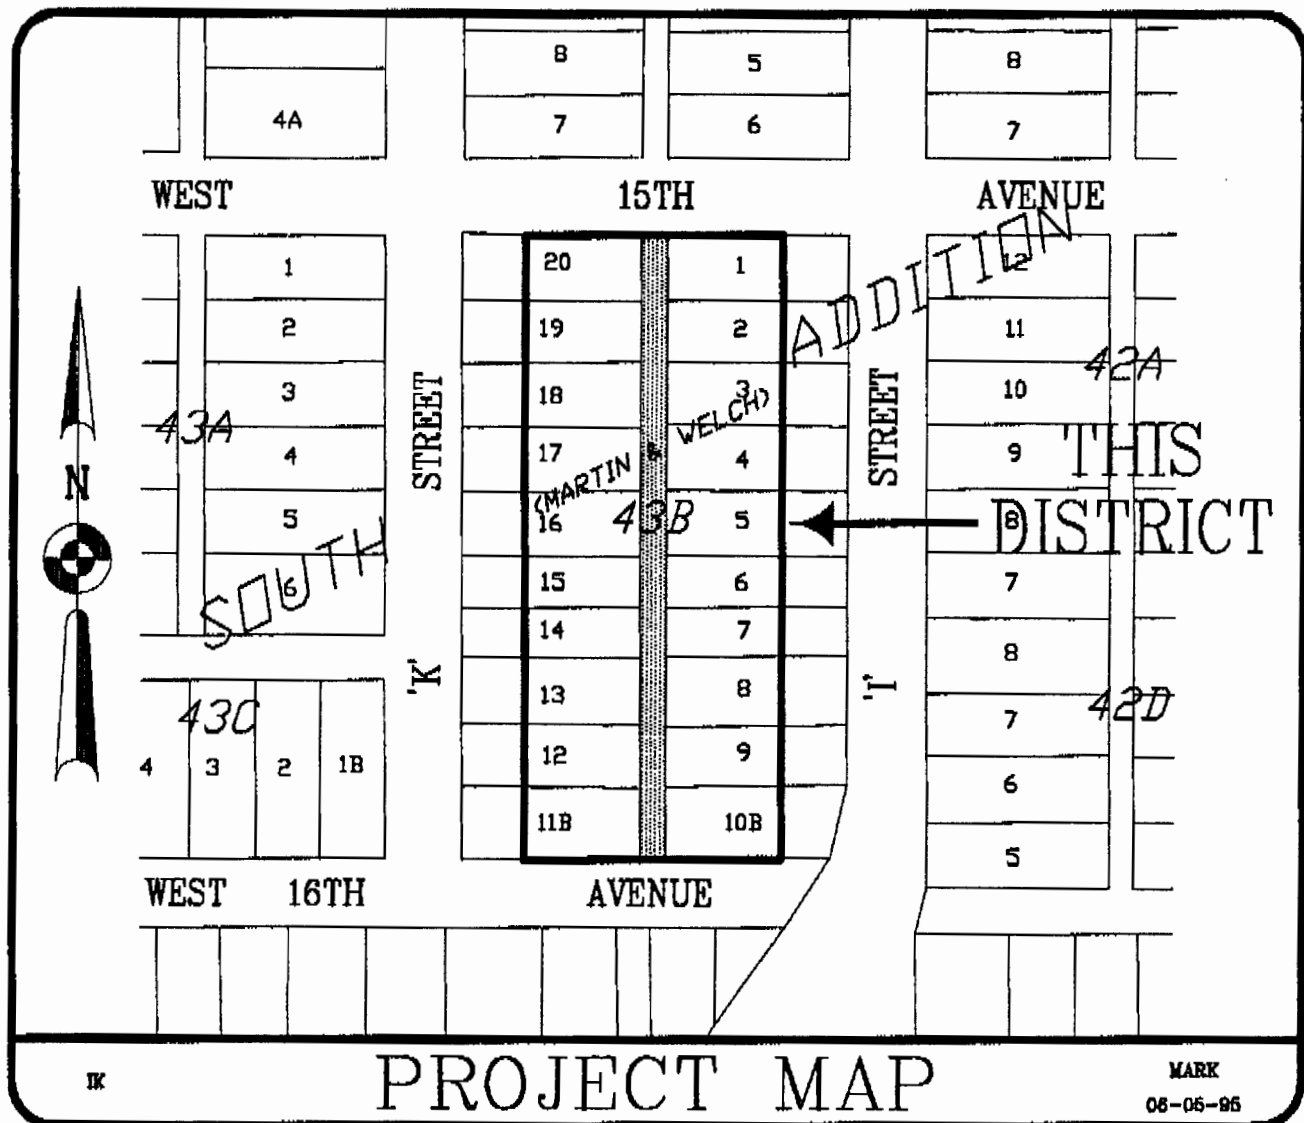 8 5 8
4A 7 6 7
WEST 15TH AVENUE
1 20 1 12
2 19 2 11
3 18 3 10
4 17 4 9
5 16 5 8
6 15 6 7
14 7 8
13 8 7
12 9 6
11B 10B 5
4 3 2 1B
43A
43B
43C
42A
42D
SOUTH ADDITION
(MARTIN & WELCH)
STREET
'K'
STREET
'I'
N
THIS
DISTRICT
WEST 16TH AVENUE
IK
PROJECT MAP
MARK